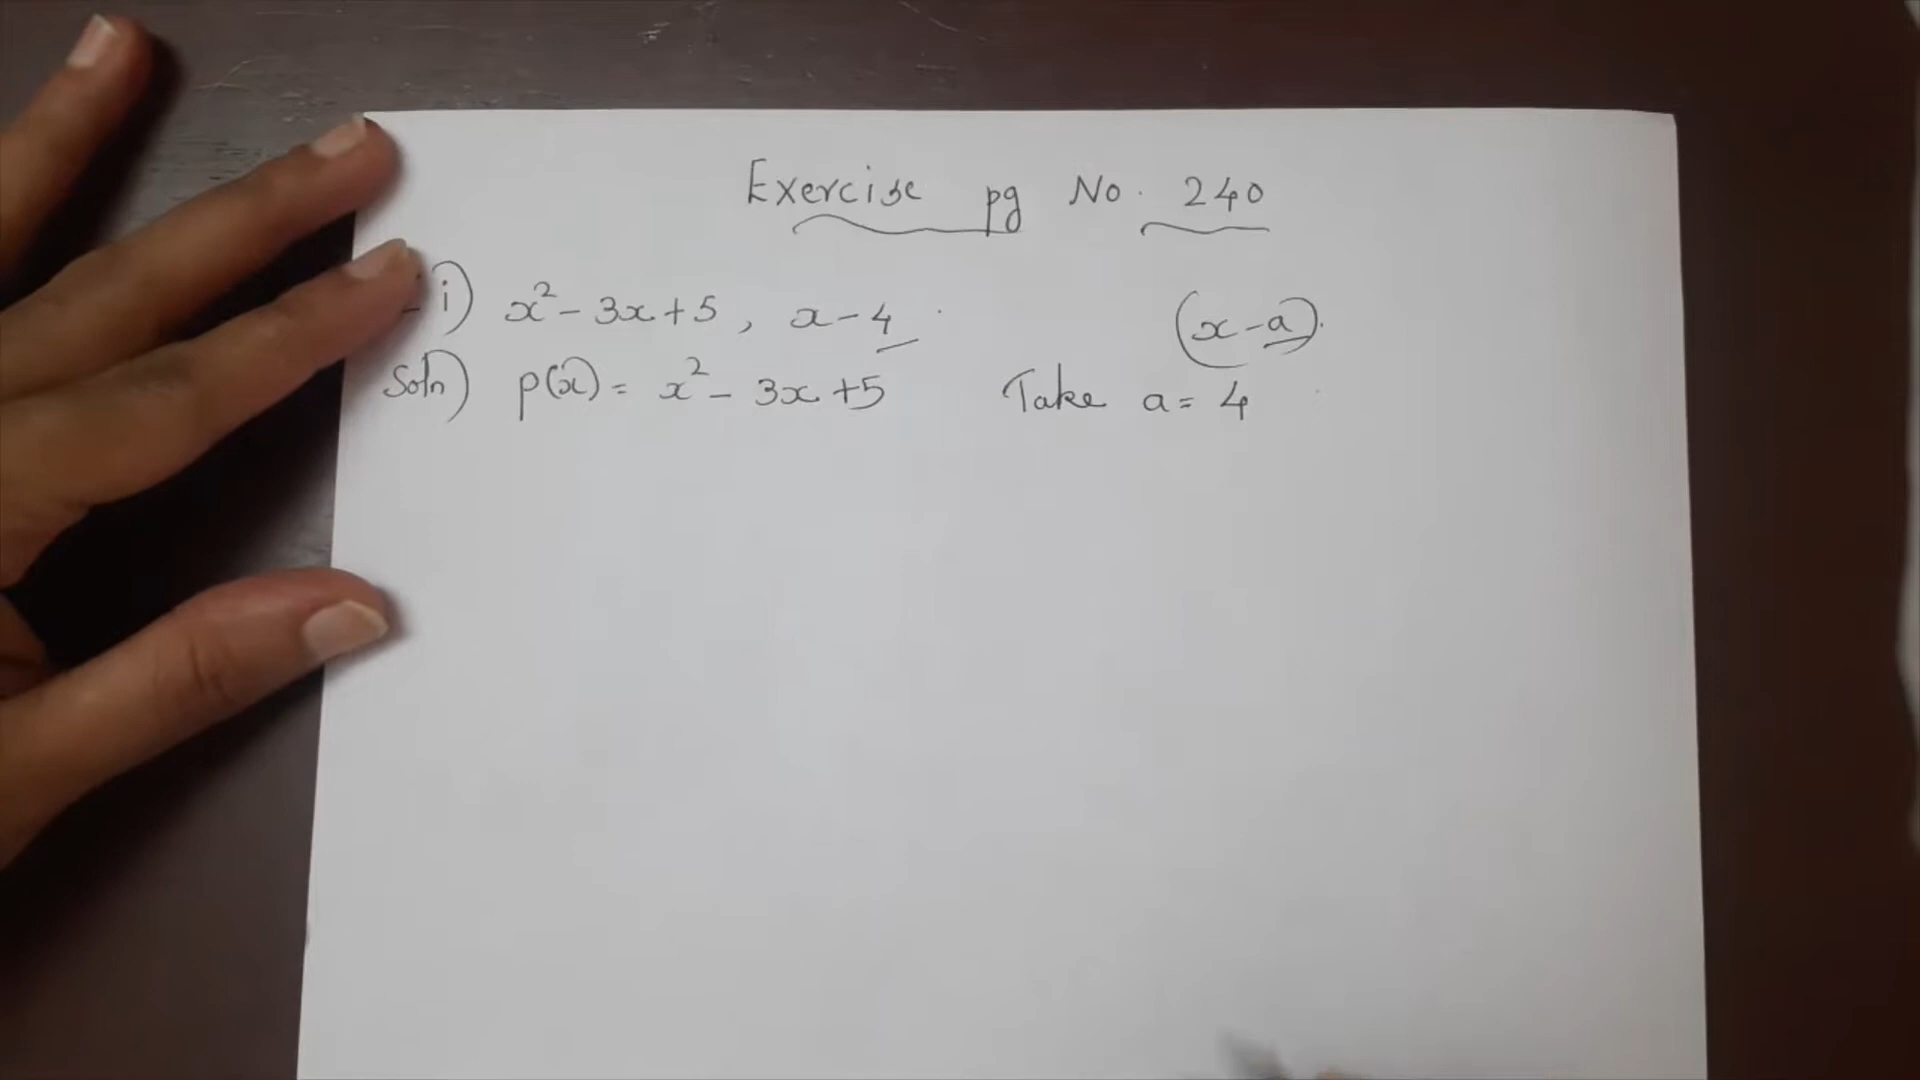 Exercise pg No. 240
i) x² - 3x + 5 , x - 4 (x - a).
Soln) p(x) = x² - 3x + 5 Take a = 4